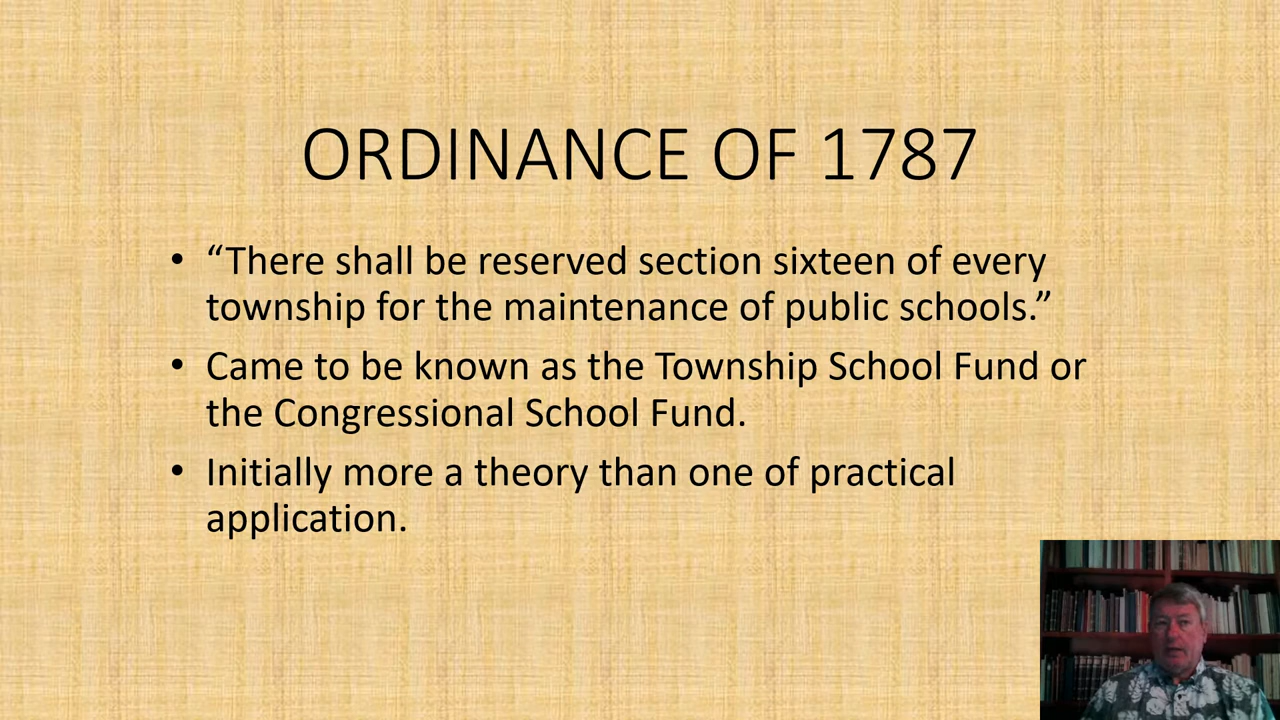 ORDINANCE OF 1787
• “There shall be reserved section sixteen of every
township for the maintenance of public schools.”
• Came to be known as the Township School Fund or
the Congressional School Fund.
• Initially more a theory than one of practical
application.